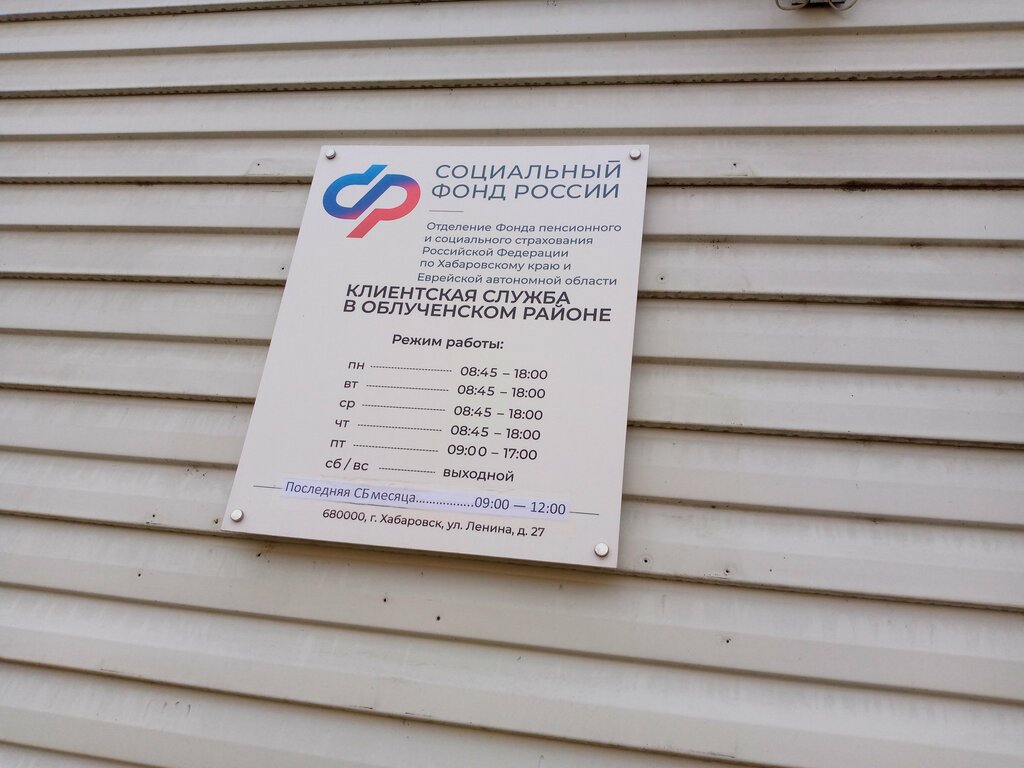 СОЦИАЛЬНЫЙ
ФОНД РОССИИ
Отделение Фонда пенсионного
и социального страхования
Российской Федерации
по Хабаровскому краю и
Еврейской автономной области
КЛИЕНТСКАЯ СЛУЖБА
В ОБЛУЧЕНСКОМ РАЙОНЕ
Режим работы:
пн ........................ 08:45 – 18:00
вт ........................ 08:45 – 18:00
ср ........................ 08:45 – 18:00
чт ........................ 08:45 – 18:00
пт ........................ 09:00 – 17:00
сб / вс ................ выходной
Последняя СБ месяца................09:00 — 12:00
680000, г. Хабаровск, ул. Ленина, д. 27